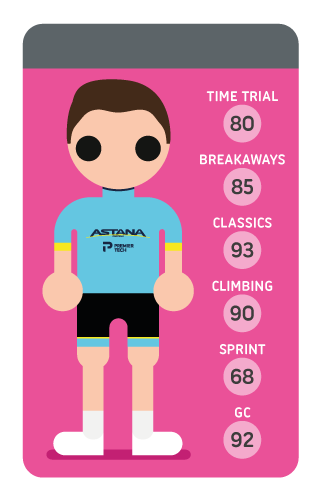 TIME TRIAL
80
BREAKAWAYS
85
CLASSICS
93
CLIMBING
90
SPRINT
68
GC
92
ASTANA
PREMIER
TECH